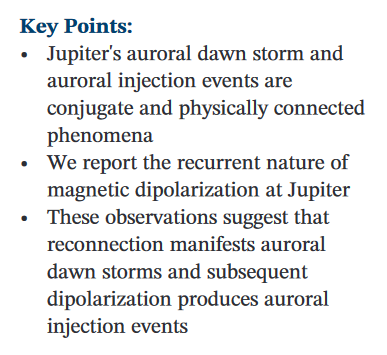 Key Points:
• Jupiter's auroral dawn storm and
auroral injection events are
conjugate and physically connected
phenomena
• We report the recurrent nature of
magnetic dipolarization at Jupiter
• These observations suggest that
reconnection manifests auroral
dawn storms and subsequent
dipolarization produces auroral
injection events